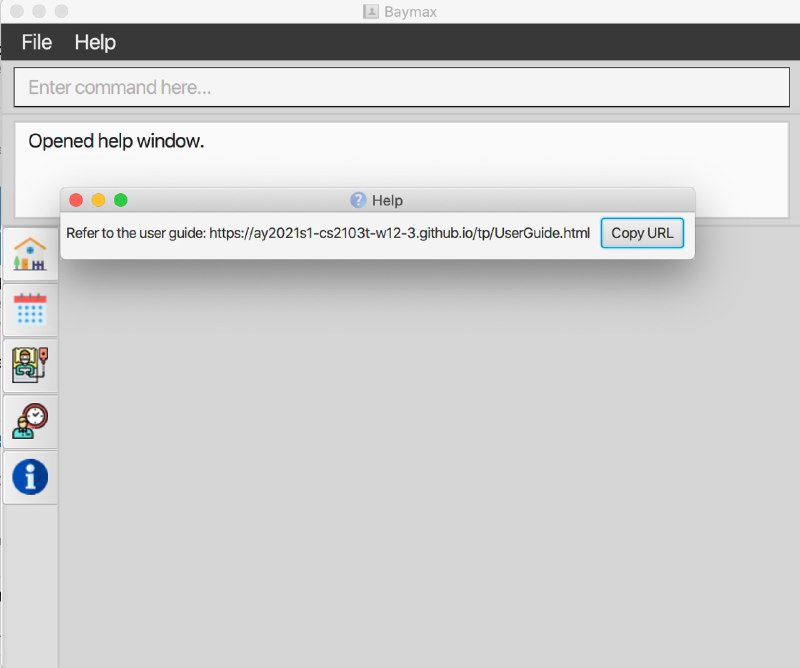 Baymax
File Help
Enter command here...
Opened help window.
Help
Refer to the user guide: https://ay2021s1-cs2103t-w12-3.github.io/tp/UserGuide.html Copy URL